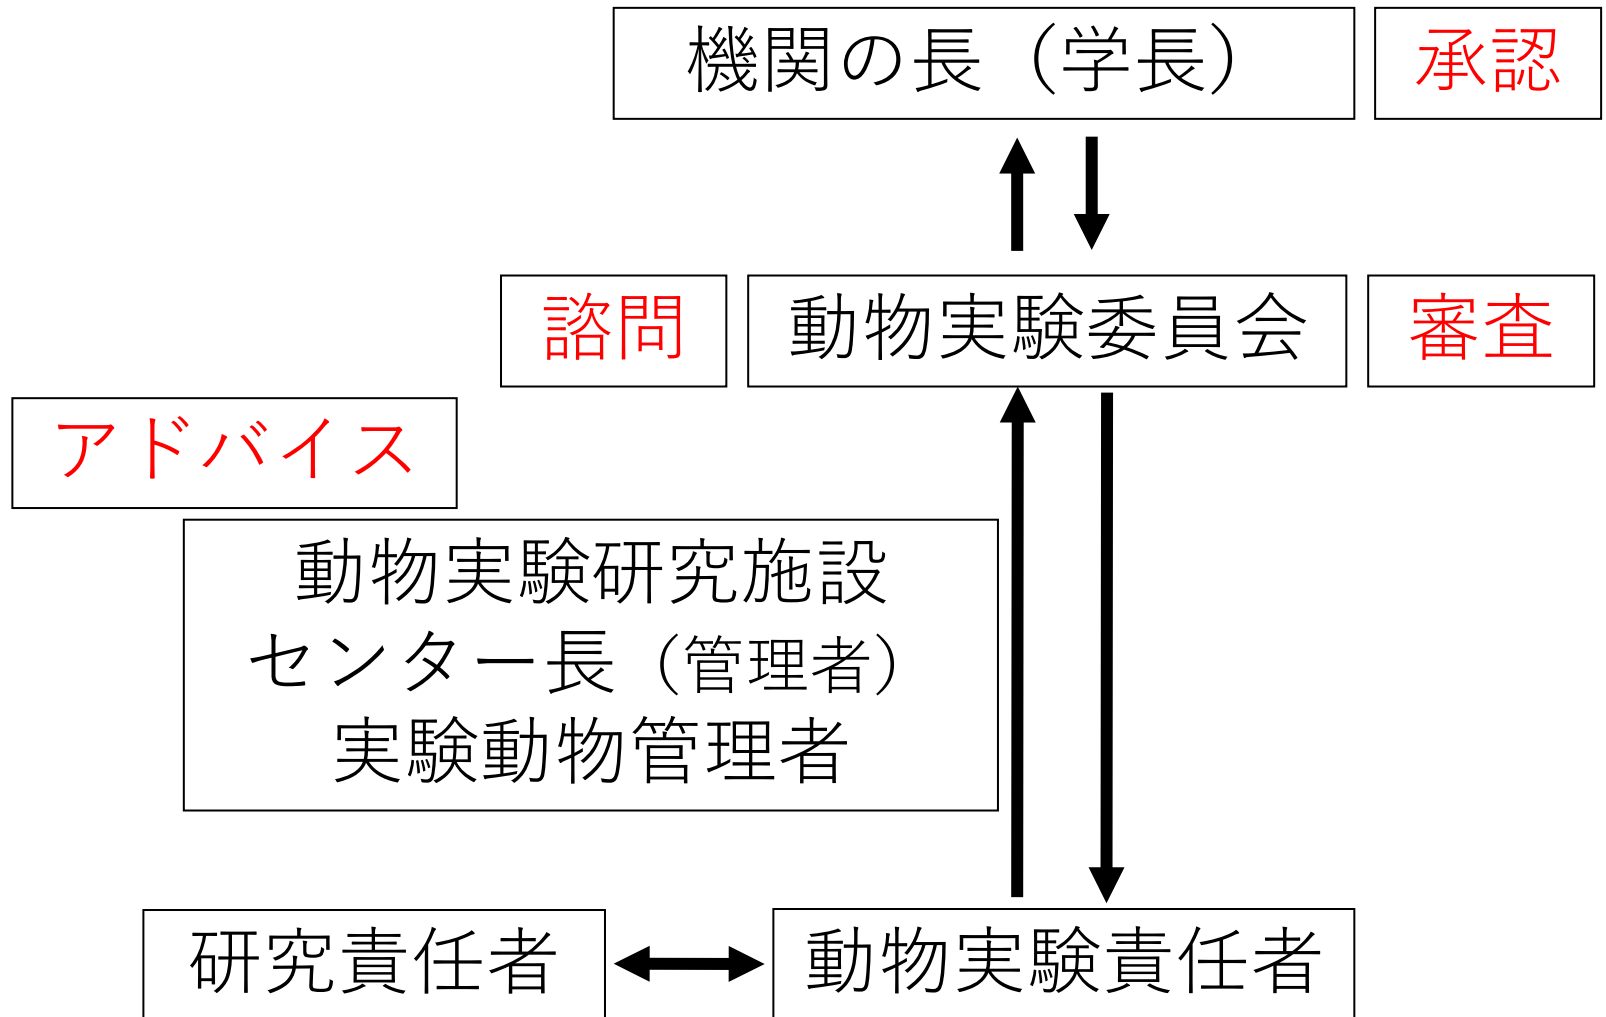 機関の長（学長）
承認
諮問
動物実験委員会
審査
アドバイス
動物実験研究施設
センター長（管理者）
実験動物管理者
研究責任者
動物実験責任者